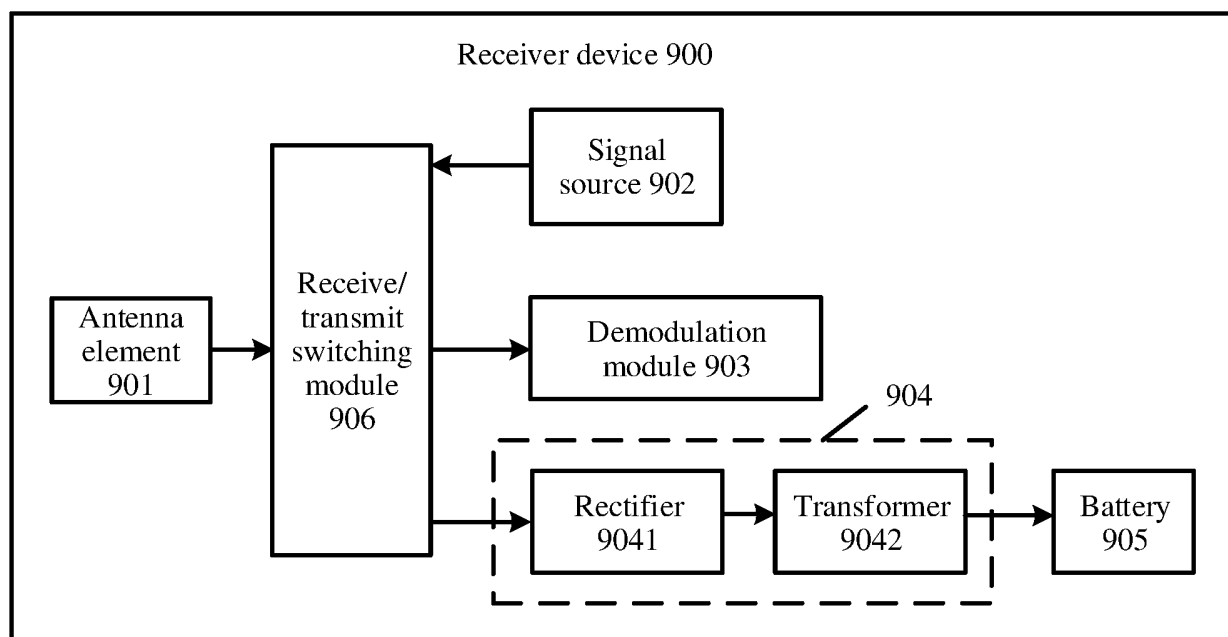 Receiver device 900
Signal
source 902
Receive/
transmit
switching
module
906
Antenna
element
901
Demodulation
module 903
904
Rectifier
9041
Transformer
9042
Battery
905